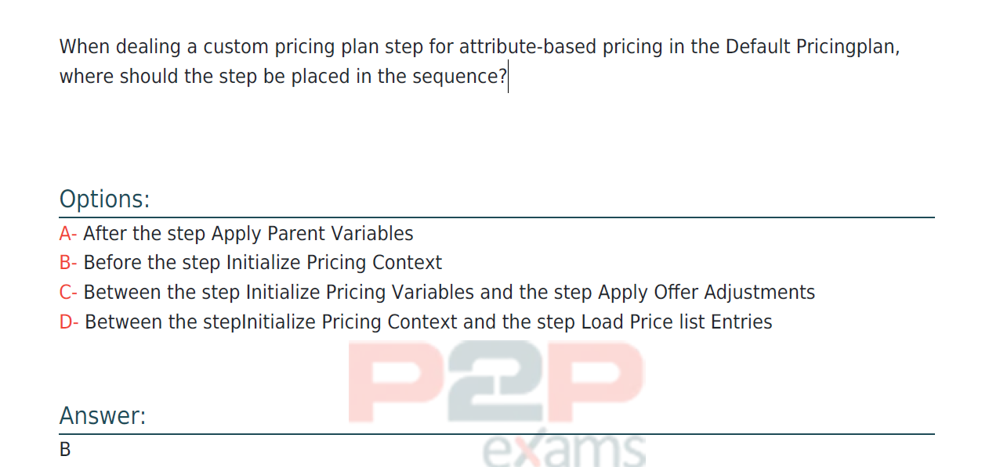 When dealing a custom pricing plan step for attribute-based pricing in the Default Pricingplan,
where should the step be placed in the sequence?
Options:
A- After the step Apply Parent Variables
B- Before the step Initialize Pricing Context
C- Between the step Initialize Pricing Variables and the step Apply Offer Adjustments
D- Between the stepInitialize Pricing Context and the step Load Price list Entries
P2P
exams
Answer:
B